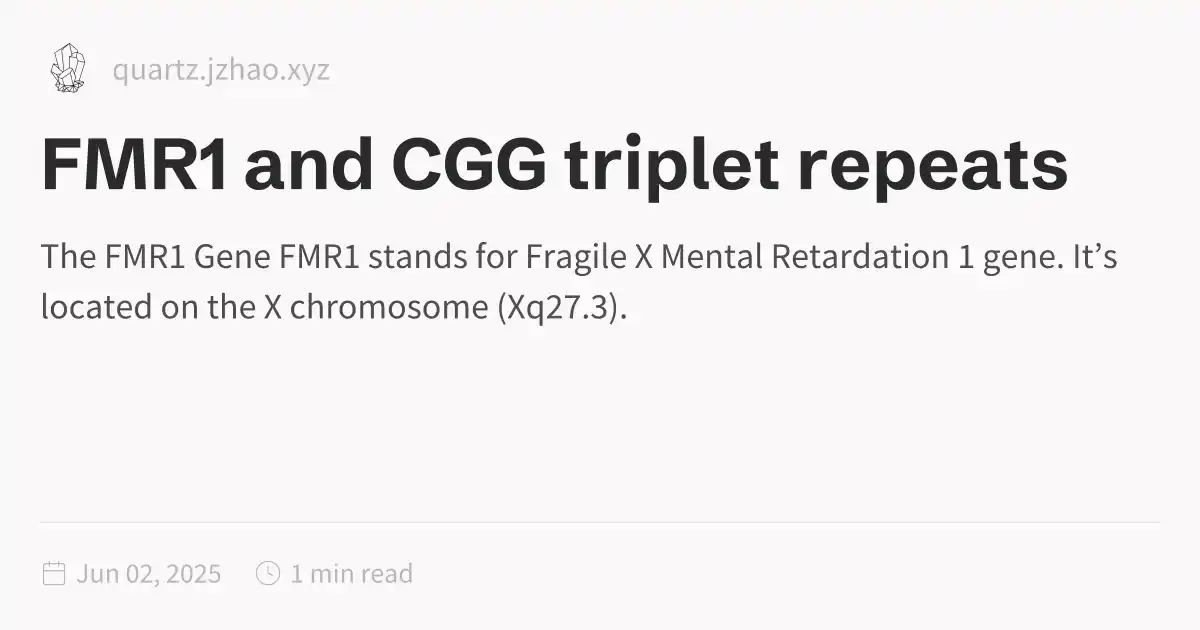 quartz.jzhao.xyz
FMR1 and CGG triplet repeats
The FMR1 Gene FMR1 stands for Fragile X Mental Retardation 1 gene. It’s
located on the X chromosome (Xq27.3).
Jun 02, 2025 1 min read